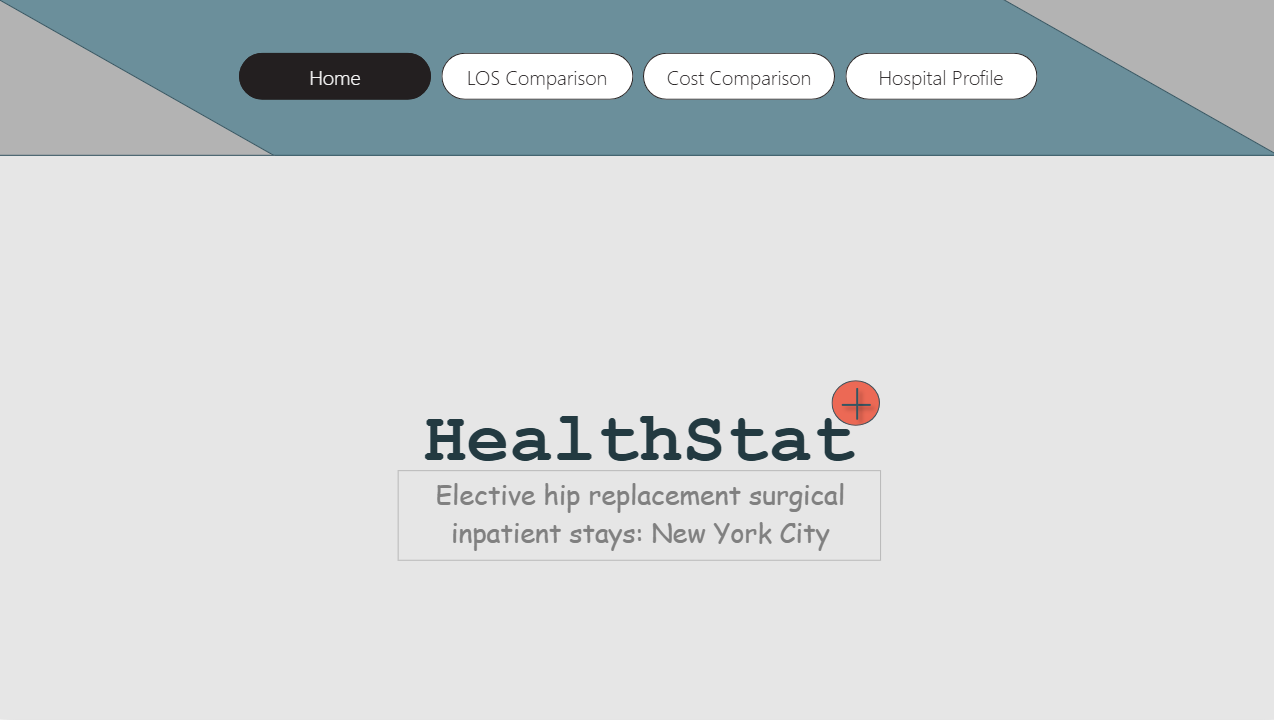 Home
LOS Comparison
Cost Comparison
Hospital Profile
HealthStat
Elective hip replacement surgical
inpatient stays: New York City